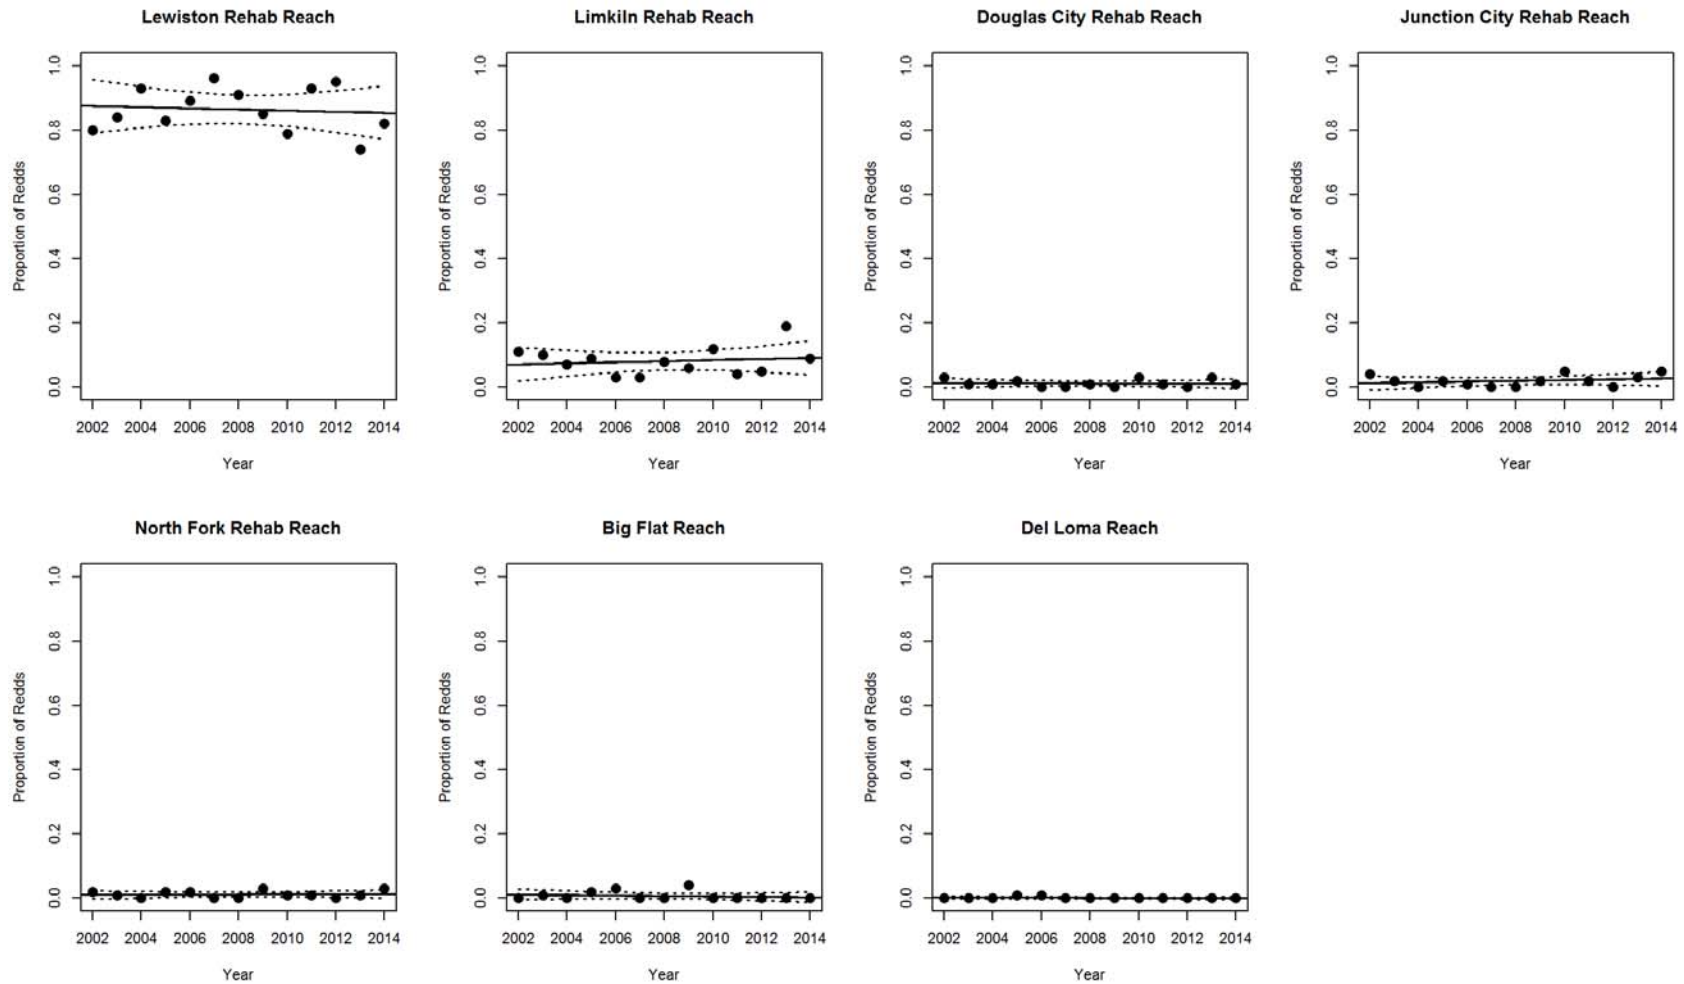 Lewiston Rehab Reach
Proportion of Redds
0.0 0.2 0.4 0.6 0.8 1.0
2002 2004 2006 2008 2010 2012 2014
Year
Limkiln Rehab Reach
Proportion of Redds
0.0 0.2 0.4 0.6 0.8 1.0
2002 2004 2006 2008 2010 2012 2014
Year
Douglas City Rehab Reach
Proportion of Redds
0.0 0.2 0.4 0.6 0.8 1.0
2002 2004 2006 2008 2010 2012 2014
Year
Junction City Rehab Reach
Proportion of Redds
0.0 0.2 0.4 0.6 0.8 1.0
2002 2004 2006 2008 2010 2012 2014
Year
North Fork Rehab Reach
Proportion of Redds
0.0 0.2 0.4 0.6 0.8 1.0
2002 2004 2006 2008 2010 2012 2014
Year
Big Flat Reach
Proportion of Redds
0.0 0.2 0.4 0.6 0.8 1.0
2002 2004 2006 2008 2010 2012 2014
Year
Del Loma Reach
Proportion of Redds
0.0 0.2 0.4 0.6 0.8 1.0
2002 2004 2006 2008 2010 2012 2014
Year